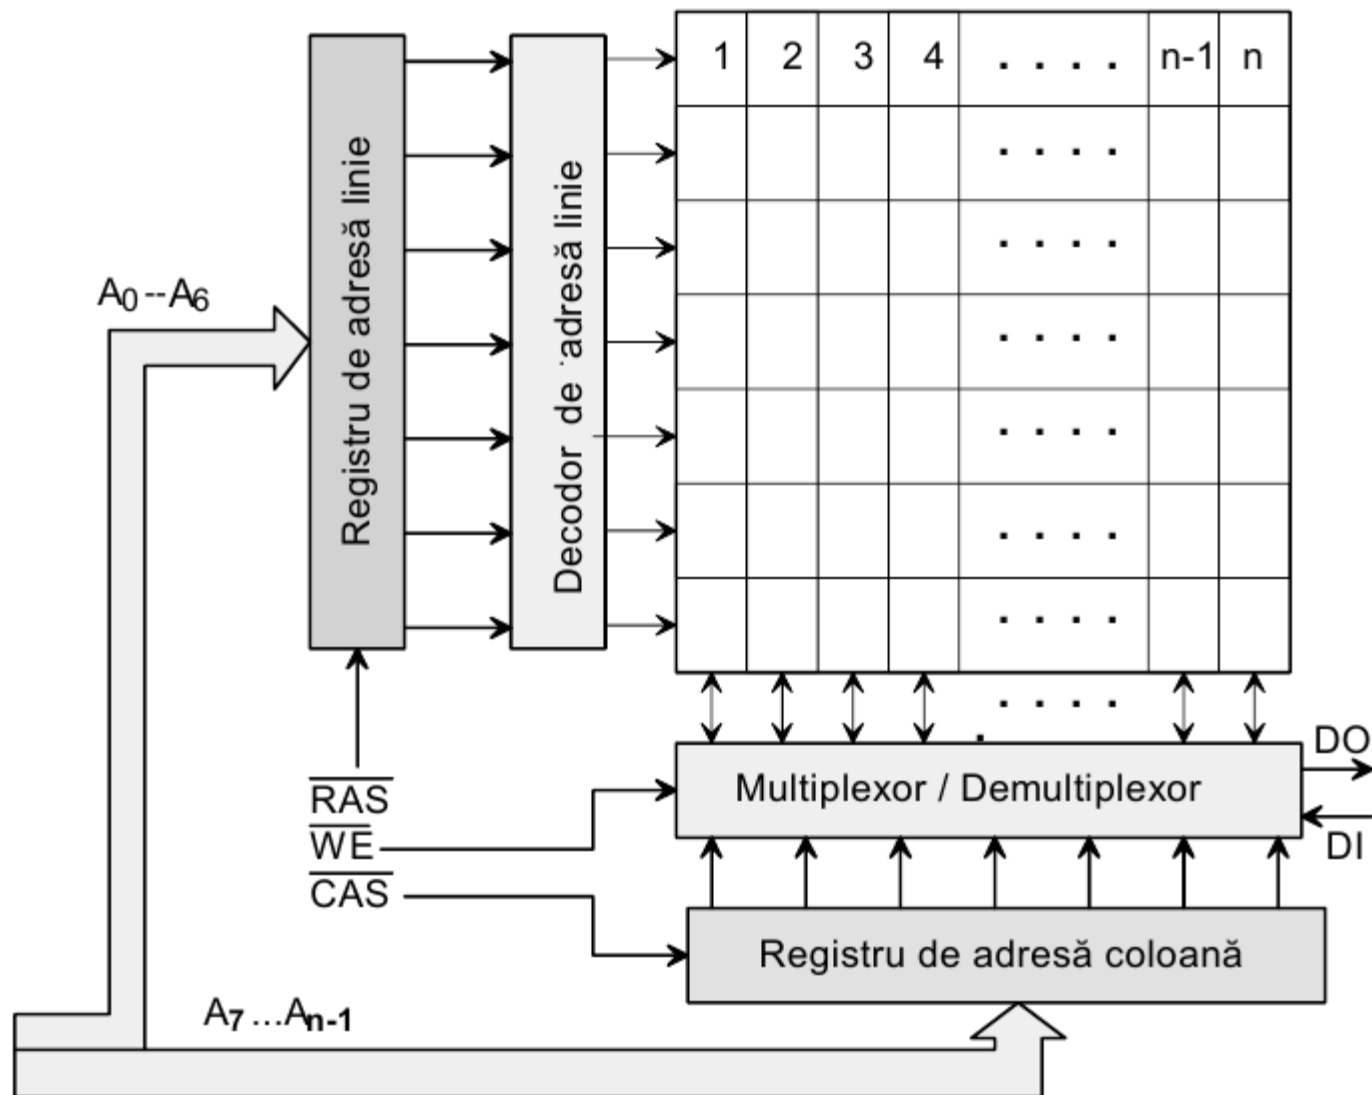 1 2 3 4 . . . . n-1 n
. . . .
. . . .
. . . .
. . . .
. . . .
. . . .
. . . .
Registru de adresă linie
Decodor de adresă linie
A0 --A6
RAS
WE
CAS
Multiplexor / Demultiplexor
DO
DI
Registru de adresă coloană
A7 ...An-1